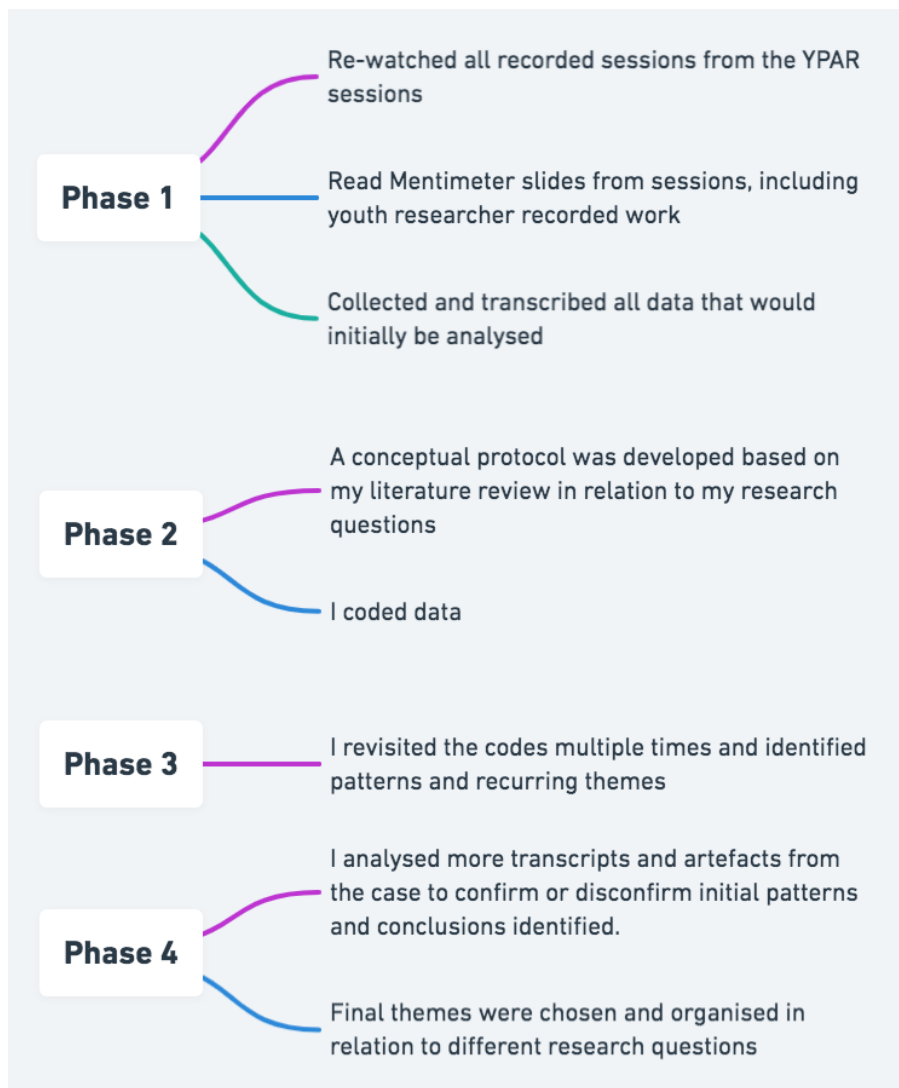 Phase 1
Re-watched all recorded sessions from the YPAR
sessions
Read Mentimeter slides from sessions, including
youth researcher recorded work
Collected and transcribed all data that would
initially be analysed
Phase 2
A conceptual protocol was developed based on
my literature review in relation to my research
questions
I coded data
Phase 3
I revisited the codes multiple times and identified
patterns and recurring themes
Phase 4
I analysed more transcripts and artefacts from
the case to confirm or disconfirm initial patterns
and conclusions identified.
Final themes were chosen and organised in
relation to different research questions